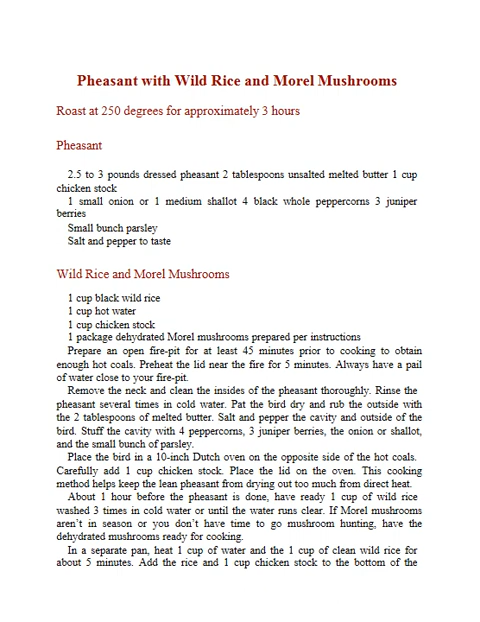 Pheasant with Wild Rice and Morel Mushrooms
Roast at 250 degrees for approximately 3 hours
Pheasant
2.5 to 3 pounds dressed pheasant 2 tablespoons unsalted melted butter 1 cup
chicken stock
1 small onion or 1 medium shallot 4 black whole peppercorns 3 juniper
berries
Small bunch parsley
Salt and pepper to taste
Wild Rice and Morel Mushrooms
1 cup black wild rice
1 cup hot water
1 cup chicken stock
1 package dehydrated Morel mushrooms prepared per instructions
Prepare an open fire-pit for at least 45 minutes prior to cooking to obtain
enough hot coals. Preheat the lid near the fire for 5 minutes. Always have a pail
of water close to your fire-pit.
Remove the neck and clean the insides of the pheasant thoroughly. Rinse the
pheasant several times in cold water. Pat the bird dry and rub the outside with
the 2 tablespoons of melted butter. Salt and pepper the cavity and outside of the
bird. Stuff the cavity with 4 peppercorns, 3 juniper berries, the onion or shallot,
and the small bunch of parsley.
Place the bird in a 10-inch Dutch oven on the opposite side of the hot coals.
Carefully add 1 cup chicken stock. Place the lid on the oven. This cooking
method helps keep the lean pheasant from drying out too much from direct heat.
About 1 hour before the pheasant is done, have ready 1 cup of wild rice
washed 3 times in cold water or until the water runs clear. If Morel mushrooms
aren't in season or you don't have time to go mushroom hunting, have the
dehydrated mushrooms ready for cooking.
In a separate pan, heat 1 cup of water and the 1 cup of clean wild rice for
about 5 minutes. Add the rice and 1 cup chicken stock to the bottom of the